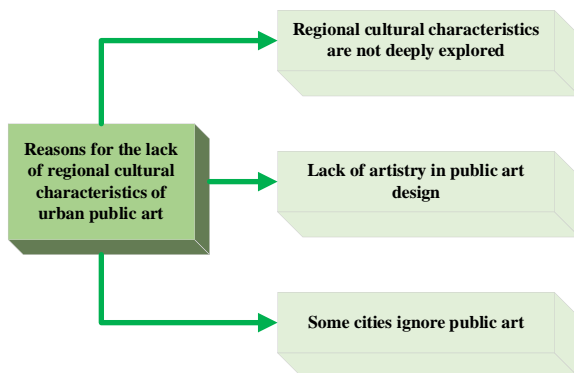 Regional cultural characteristics
are not deeply explored
Reasons for the lack
of regional cultural
characteristics of
urban public art
Lack of artistry in public art
design
Some cities ignore public art